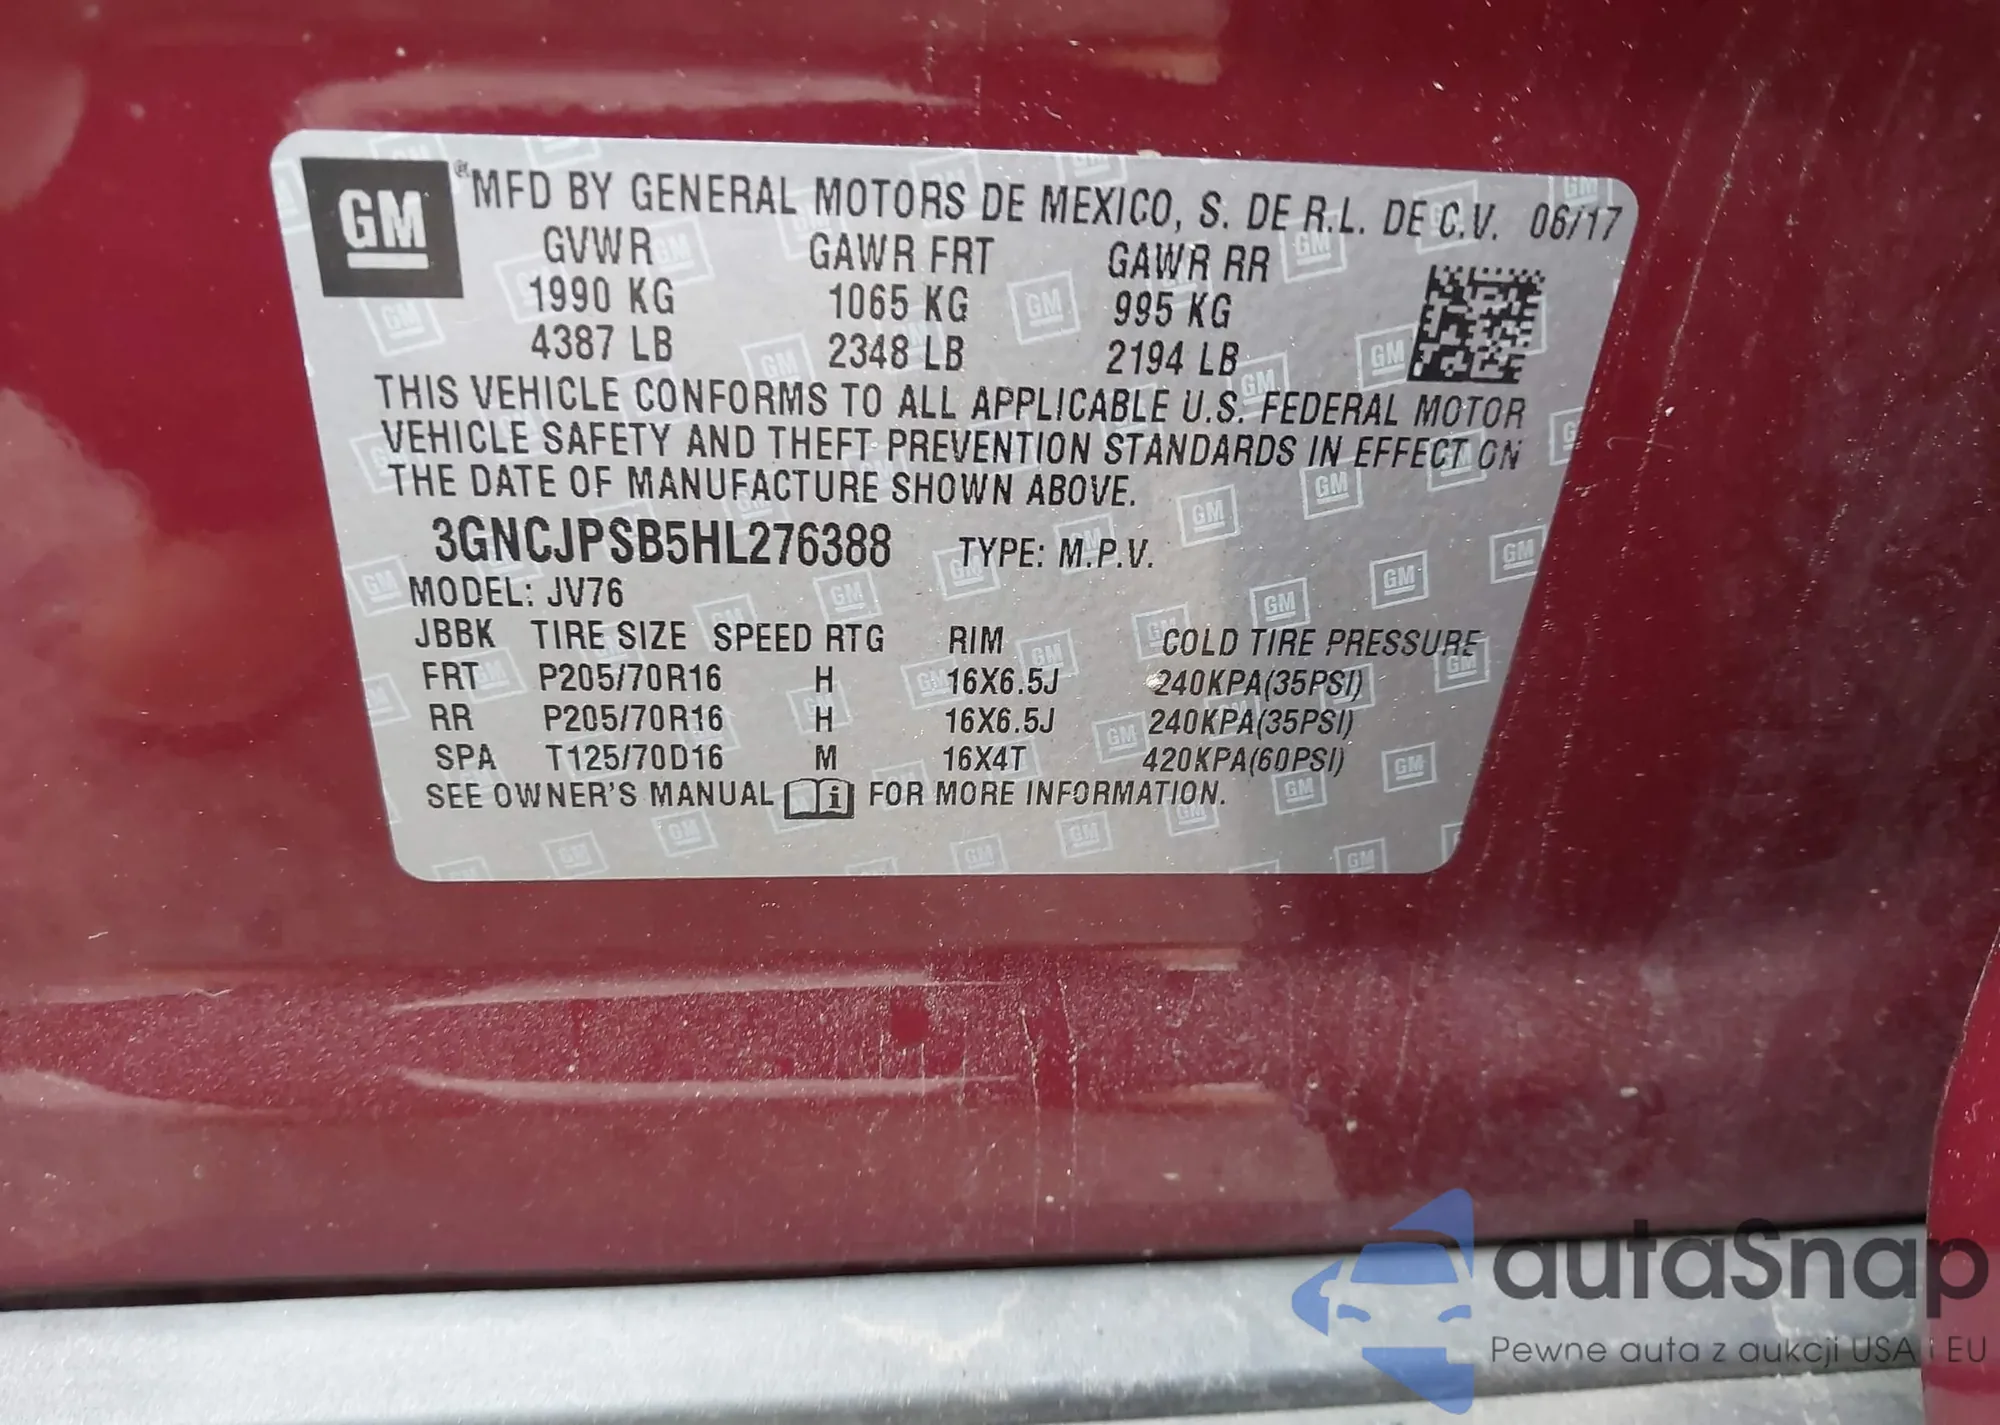 GM
®MFD BY GENERAL MOTORS DE MEXICO, S. DE R.L. DE C.V. 06/17
GVWR GAWR FRT GAWR RR
1990 KG 1065 KG 995 KG
4387 LB 2348 LB 2194 LB
THIS VEHICLE CONFORMS TO ALL APPLICABLE U.S. FEDERAL MOTOR
VEHICLE SAFETY AND THEFT PREVENTION STANDARDS IN EFFECT ON
THE DATE OF MANUFACTURE SHOWN ABOVE.
3GNCJPSB5HL276388 TYPE: M.P.V.
MODEL: JV76
JBBK TIRE SIZE SPEED RTG RIM COLD TIRE PRESSURE
FRT P205/70R16 H 16X6.5J 240KPA(35PSI)
RR P205/70R16 H 16X6.5J 240KPA(35PSI)
SPA T125/70D16 M 16X4T 420KPA(60PSI)
SEE OWNER'S MANUAL i FOR MORE INFORMATION.
autaSnap
Pewne auta z aukcji USA i EU